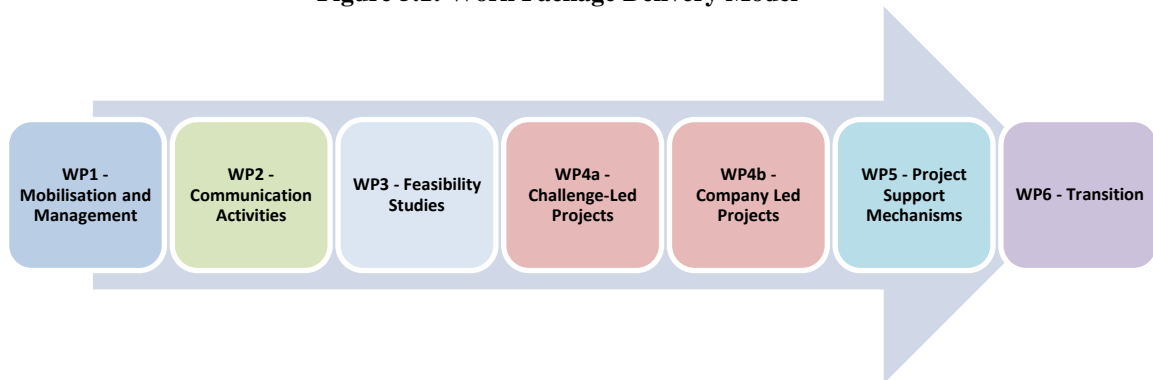 WP1 -
Mobilisation and
Management
WP2 -
Communication
Activities
WP3 - Feasibility
Studies
WP4a -
Challenge-Led
Projects
WP4b -
Company Led
Projects
WP5 - Project
Support
Mechanisms
WP6 - Transition